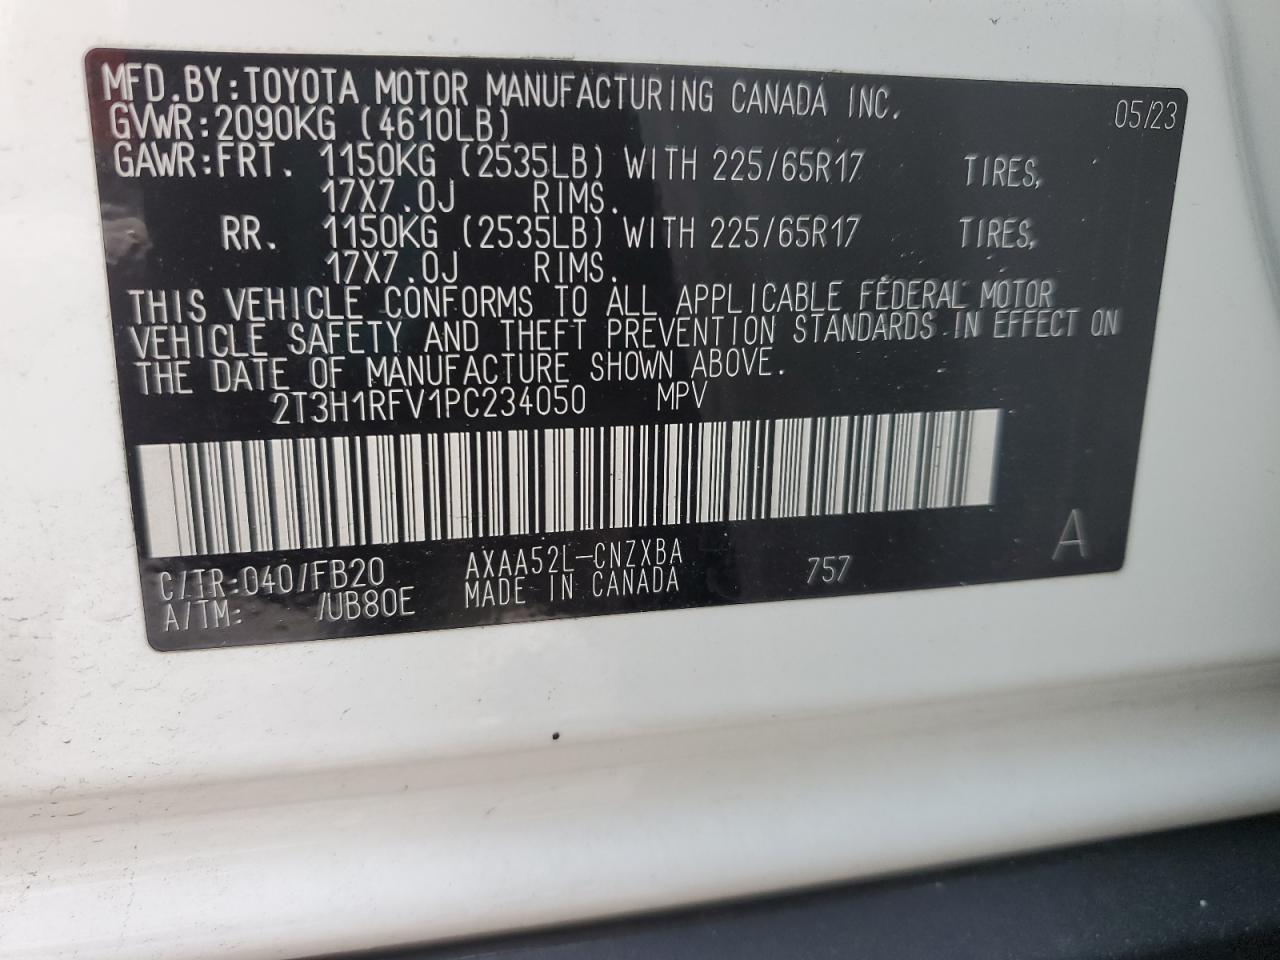 MFD.BY:TOYOTA MOTOR MANUFACTURING CANADA INC. 05/23
GVWR:2090KG (4610LB)
GAWR:FRT. 1150KG (2535LB) WITH 225/65R17 TIRES,
17X7.0J RIMS.
RR. 1150KG (2535LB) WITH 225/65R17 TIRES,
17X7.0J RIMS.
THIS VEHICLE CONFORMS TO ALL APPLICABLE FEDERAL MOTOR
VEHICLE SAFETY AND THEFT PREVENTION STANDARDS IN EFFECT ON
THE DATE OF MANUFACTURE SHOWN ABOVE.
2T3H1RFV1PC234050 MPV
C/TR:040/FB20 AXAA52L-CNZXBA 757 A
A/TM: /UB80E MADE IN CANADA